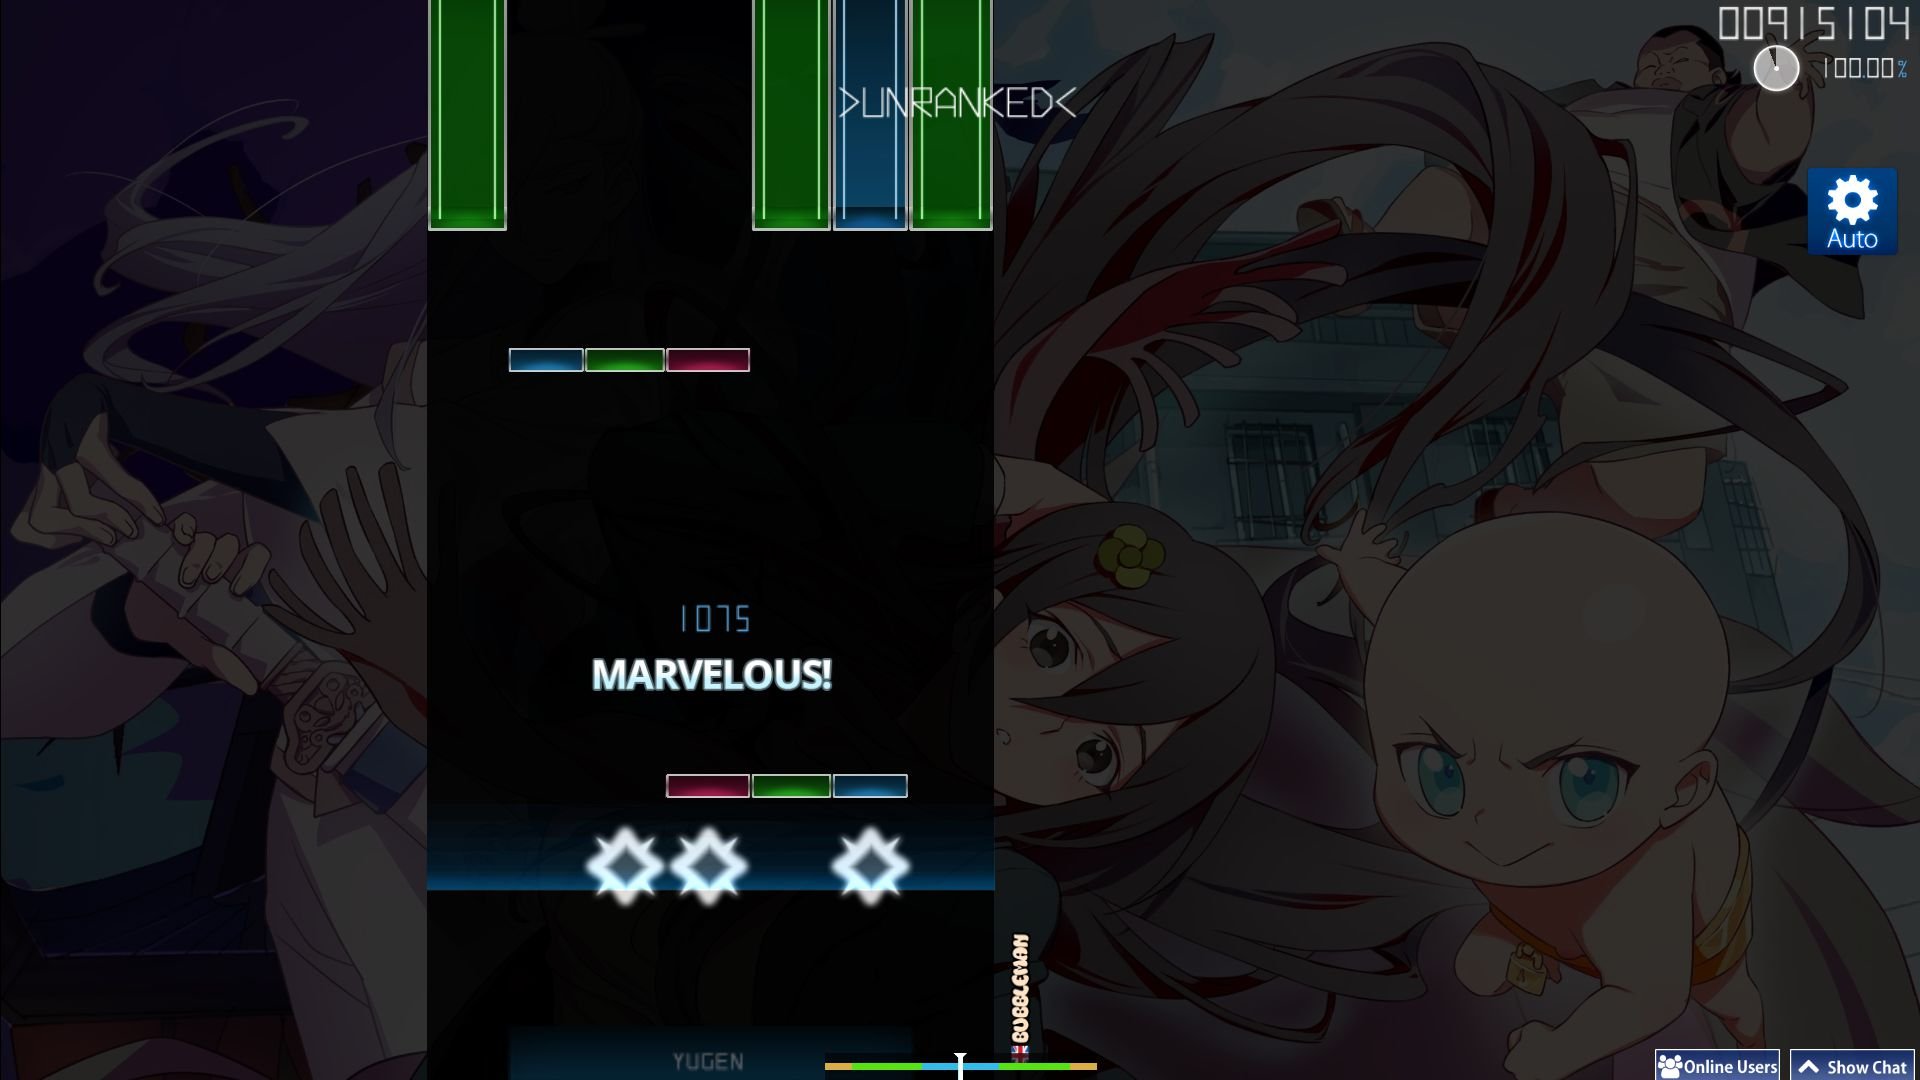 00915104
100.00%
>UNRANKED<
Auto
1075
MARVELOUS!
BUBBLEMAN
YUGEN
Online Users
Show Chat